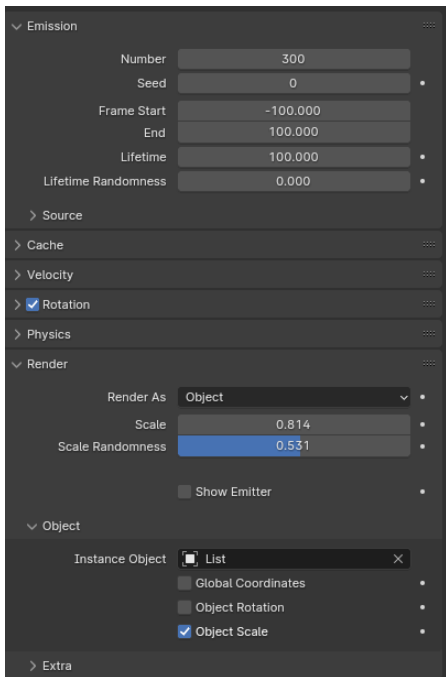 Emission
Number 300
Seed 0
Frame Start -100.000
End 100.000
Lifetime 100.000
Lifetime Randomness 0.000
Source
Cache
Velocity
Rotation
Physics
Render
Render As Object
Scale 0.814
Scale Randomness 0.531
Show Emitter
Object
Instance Object List
Global Coordinates
Object Rotation
Object Scale
Extra